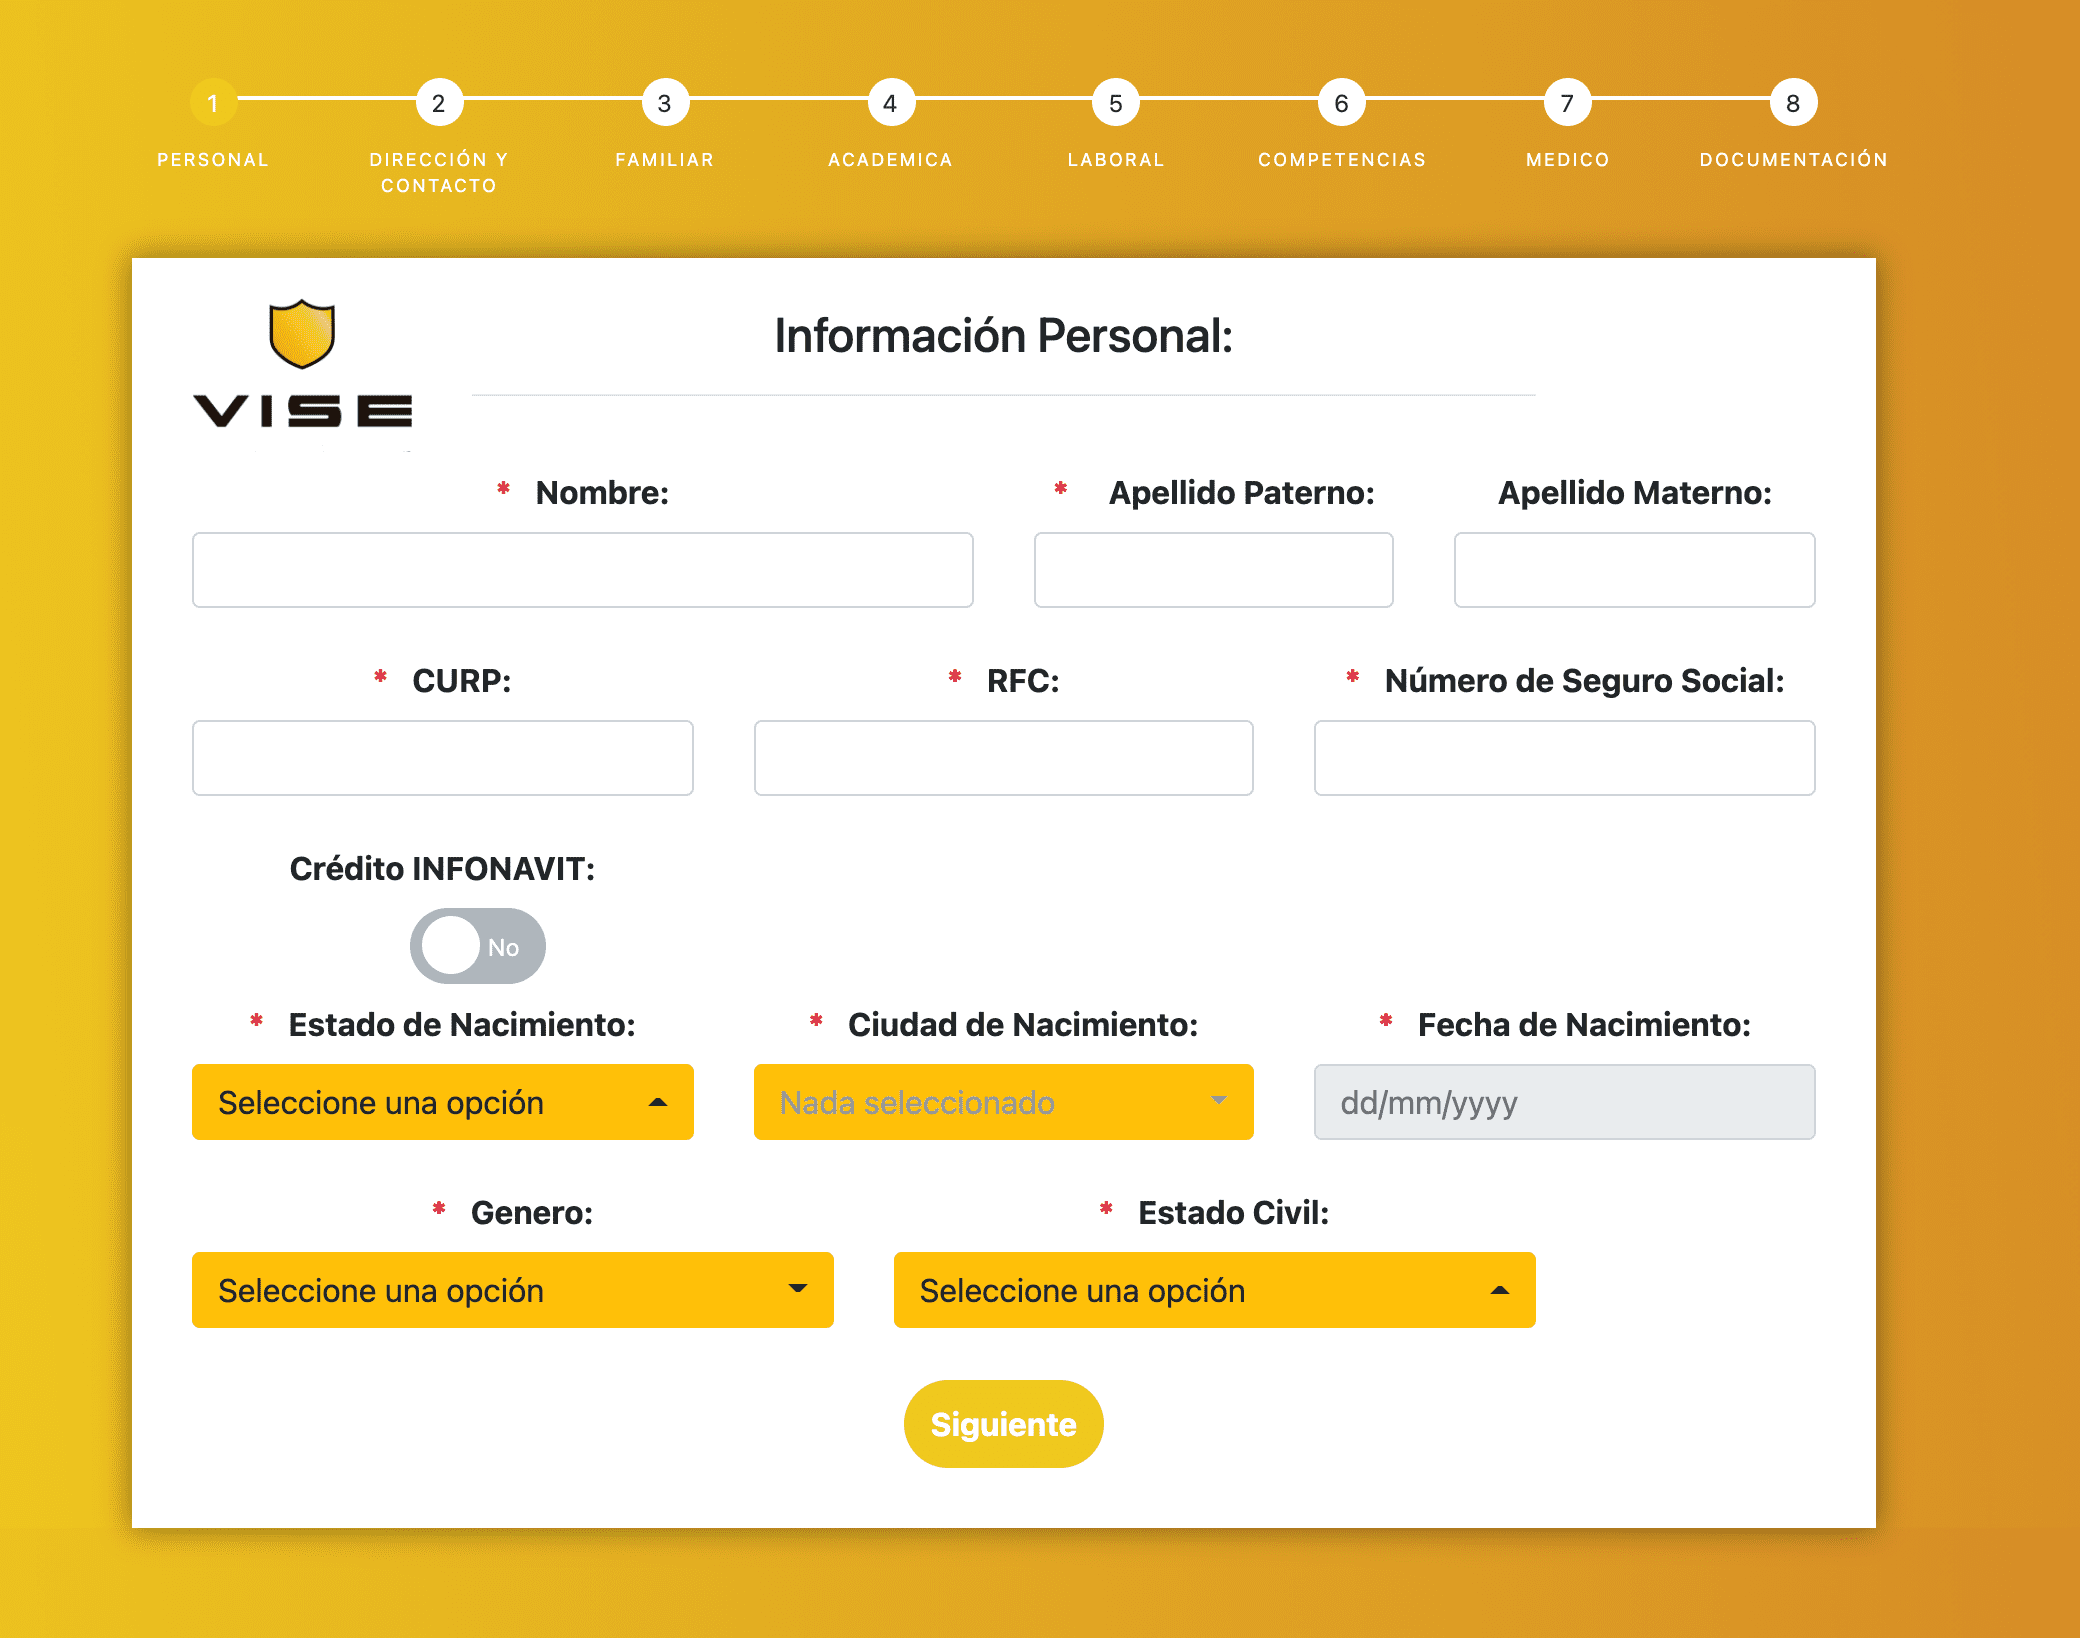 1 2 3 4 5 6 7 8
PERSONAL DIRECCIÓN Y CONTACTO FAMILIAR ACADEMICA LABORAL COMPETENCIAS MEDICO DOCUMENTACIÓN
VISE
Información Personal:
* Nombre: * Apellido Paterno: Apellido Materno:
* CURP: * RFC: * Número de Seguro Social:
Crédito INFONAVIT:
No
* Estado de Nacimiento: * Ciudad de Nacimiento: * Fecha de Nacimiento:
Seleccione una opción Nada seleccionado dd/mm/yyyy
* Genero: * Estado Civil:
Seleccione una opción Seleccione una opción
Siguiente